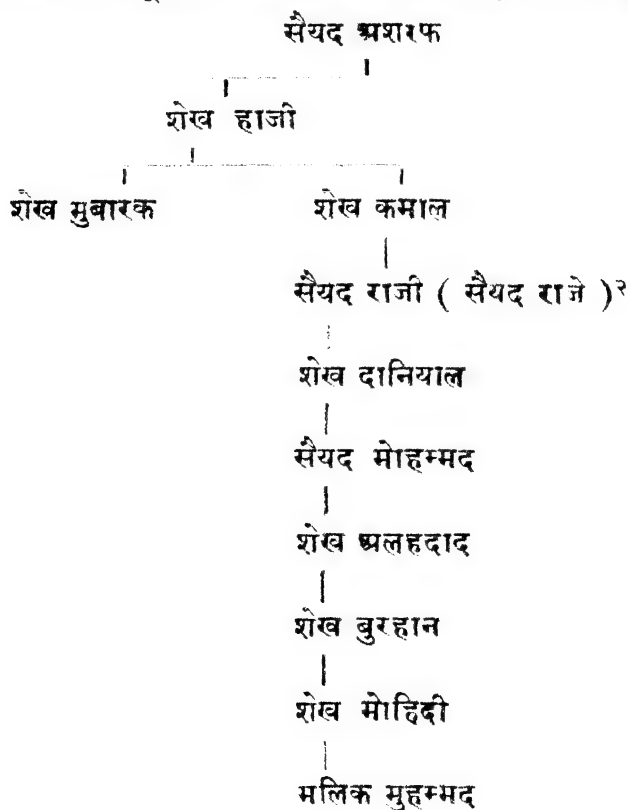 सैयद अशरफ
शेख हाजी
शेख मुबारक शेख कमाल
सैयद राजी ( सैयद राजे )२
शेख दानियाल
सैयद मोहम्मद
शेख अलहदाद
शेख बुरहान
शेख मोहिदी
मलिक मुहम्मद